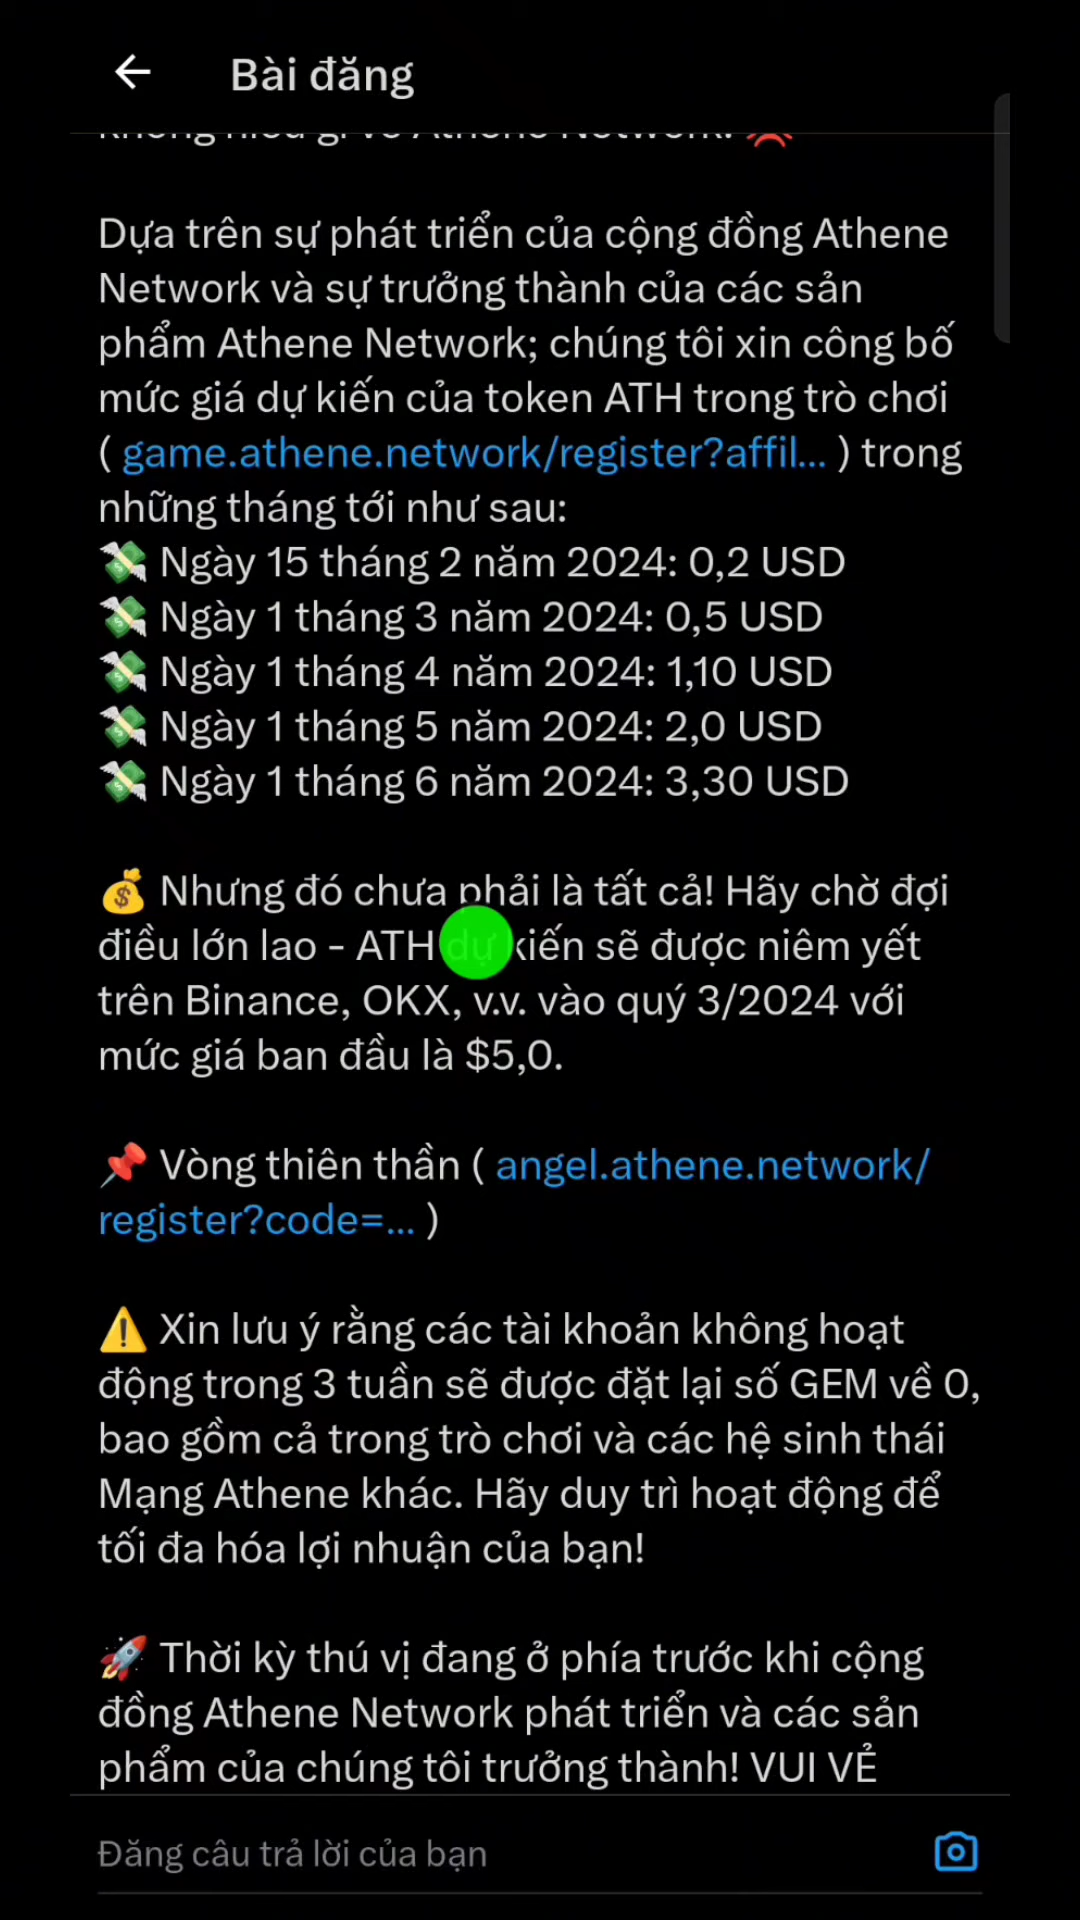 Bài đăng
Athene Network.
Dựa trên sự phát triển của cộng đồng Athene
Network và sự trưởng thành của các sản
phẩm Athene Network; chúng tôi xin công bố
mức giá dự kiến của token ATH trong trò chơi
( game.athene.network/register?affil... ) trong
những tháng tới như sau:
💸 Ngày 15 tháng 2 năm 2024: 0,2 USD
💸 Ngày 1 tháng 3 năm 2024: 0,5 USD
💸 Ngày 1 tháng 4 năm 2024: 1,10 USD
💸 Ngày 1 tháng 5 năm 2024: 2,0 USD
💸 Ngày 1 tháng 6 năm 2024: 3,30 USD
💰 Nhưng đó chưa phải là tất cả! Hãy chờ đợi
điều lớn lao - ATH dự kiến sẽ được niêm yết
trên Binance, OKX, v.v. vào quý 3/2024 với
mức giá ban đầu là $5,0.
📌 Vòng thiên thần ( angel.athene.network/
register?code=... )
⚠️ Xin lưu ý rằng các tài khoản không hoạt
động trong 3 tuần sẽ được đặt lại số GEM về 0,
bao gồm cả trong trò chơi và các hệ sinh thái
Mạng Athene khác. Hãy duy trì hoạt động để
tối đa hóa lợi nhuận của bạn!
🚀 Thời kỳ thú vị đang ở phía trước khi cộng
đồng Athene Network phát triển và các sản
phẩm của chúng tôi trưởng thành! VUI VẺ
Đăng câu trả lời của bạn